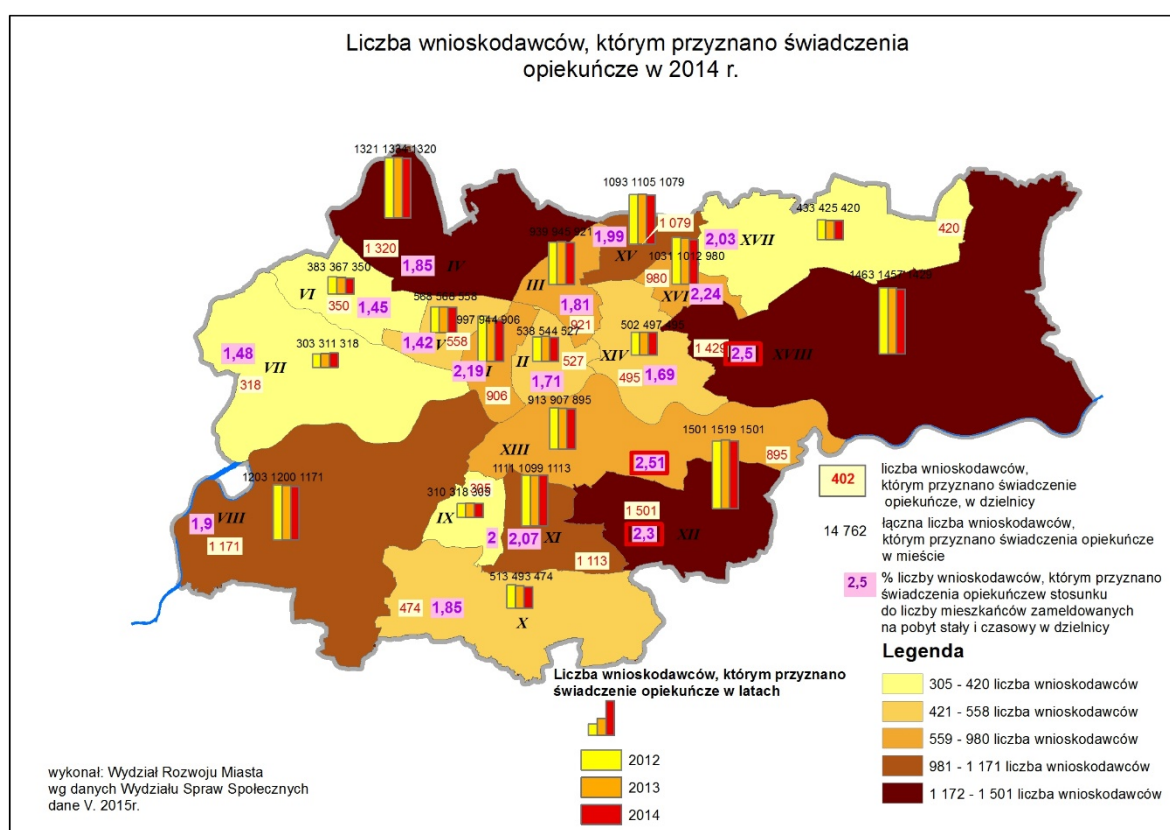 Liczba wnioskodawców, którym przyznano świadczenia
opiekuńcze w 2014 r.
1321 1334 1320
1 320
1,85
IV
1093 1105 1079
1 079
1,99
XV
433 425 420
2,03
XVII
420
939 945 921
III
1,81
921
1031 1012 980
980
XVI
2,24
1463 1457 1429
1 429
2,5
XVIII
383 367 350
VI
350
1,45
568 566 558
1,42
V
558
997 944 906
2,19
I
906
538 544 527
II
527
1,71
502 497 495
XIV
495
1,69
303 311 318
1,48
VII
318
913 907 895
XIII
2,51
895
1501 1519 1501
1 501
2,3
XII
1203 1200 1171
1,9
VIII
1 171
310 318 305
305
IX
2
1111 1099 1113
2,07
XI
1 113
513 493 474
474
1,85
X
402
liczba wnioskodawców,
którym przyznano świadczenie
opiekuńcze, w dzielnicy
14 762
łączna liczba wnioskodawców,
którym przyznano świadczenia opiekuńcze
w mieście
2,5
% liczby wnioskodawców, którym przyznano
świadczenia opiekuńczew stosunku
do liczby mieszkańców zameldowanych
na pobyt stały i czasowy w dzielnicy
Legenda
305 - 420 liczba wnioskodawców
421 - 558 liczba wnioskodawców
559 - 980 liczba wnioskodawców
981 - 1 171 liczba wnioskodawców
1 172 - 1 501 liczba wnioskodawców
Liczba wnioskodawców, którym przyznano
świadczenie opiekuńcze w latach
2012
2013
2014
wykonał: Wydział Rozwoju Miasta
wg danych Wydziału Spraw Społecznych
dane V. 2015r.